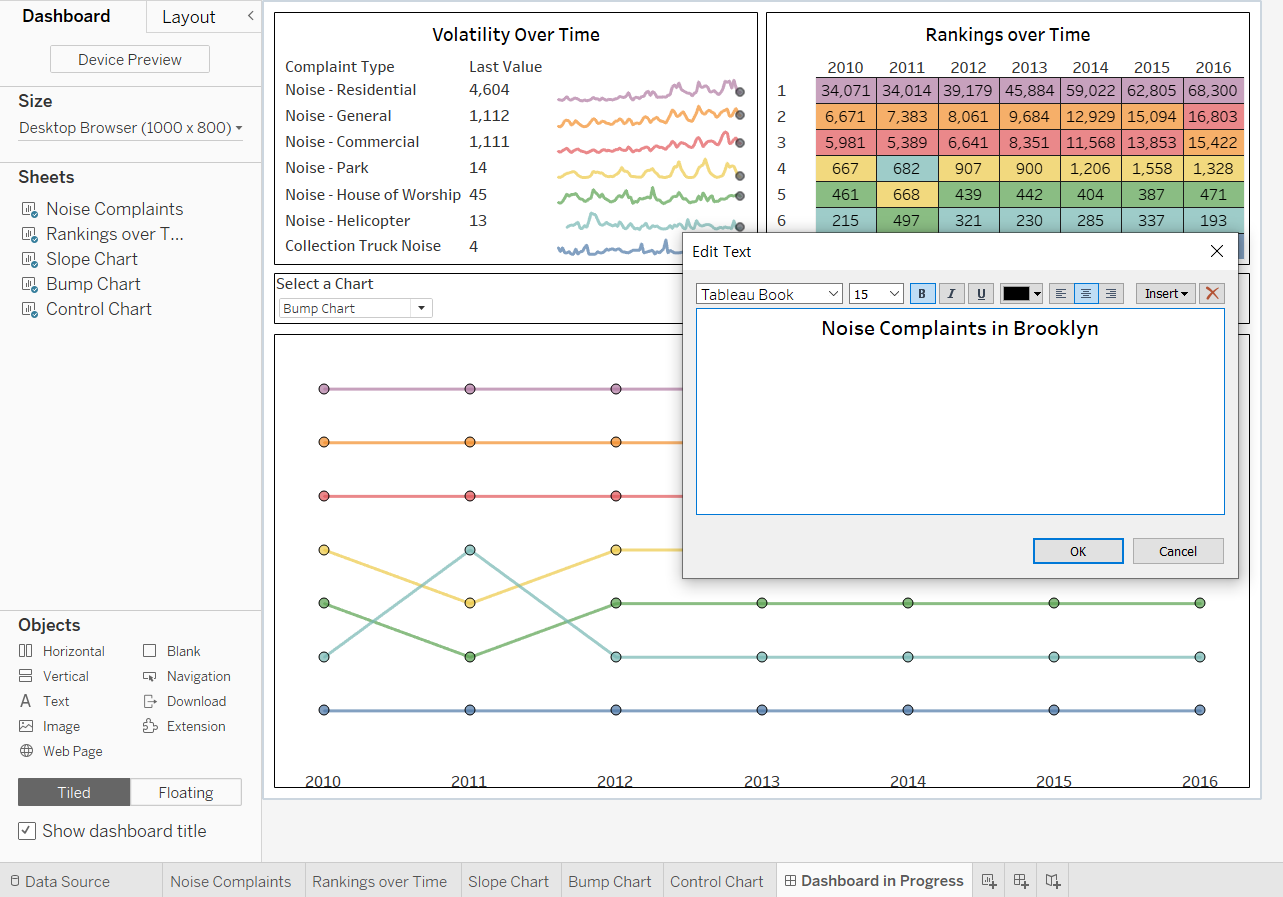 Dashboard
Layout
<
Device Preview
Size
Desktop Browser (1000 x 800)
Sheets
Noise Complaints
Rankings over T...
Slope Chart
Bump Chart
Control Chart
Objects
Horizontal Blank
Vertical Navigation
A Text Download
Image Extension
Web Page
Tiled Floating
Show dashboard title
Volatility Over Time
Complaint Type Last Value
Noise - Residential 4,604
Noise - General 1,112
Noise - Commercial 1,111
Noise - Park 14
Noise - House of Worship 45
Noise - Helicopter 13
Collection Truck Noise 4
Rankings over Time
2010 2011 2012 2013 2014 2015 2016
1 34,071 34,014 39,179 45,884 59,022 62,805 68,300
2 6,671 7,383 8,061 9,684 12,929 15,094 16,803
3 5,981 5,389 6,641 8,351 11,568 13,853 15,422
4 667 682 907 900 1,206 1,558 1,328
5 461 668 439 442 404 387 471
6 215 497 321 230 285 337 193
Select a Chart
Bump Chart
Edit Text
Tableau Book 15 B I U Insert
Noise Complaints in Brooklyn
OK Cancel
2010 2011 2012 2013 2014 2015 2016
Data Source Noise Complaints Rankings over Time Slope Chart Bump Chart Control Chart Dashboard in Progress